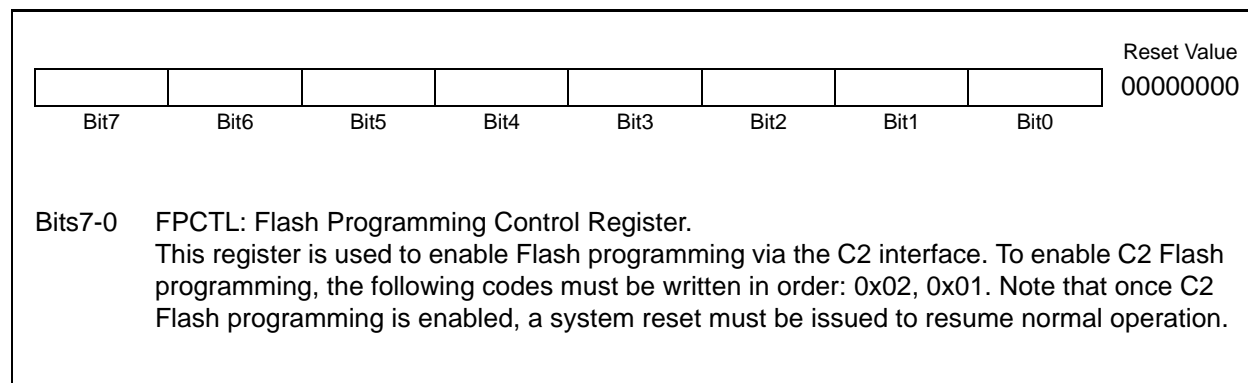 Reset Value
00000000
Bit7 Bit6 Bit5 Bit4 Bit3 Bit2 Bit1 Bit0
Bits7-0 FPCTL: Flash Programming Control Register.
This register is used to enable Flash programming via the C2 interface. To enable C2 Flash
programming, the following codes must be written in order: 0x02, 0x01. Note that once C2
Flash programming is enabled, a system reset must be issued to resume normal operation.